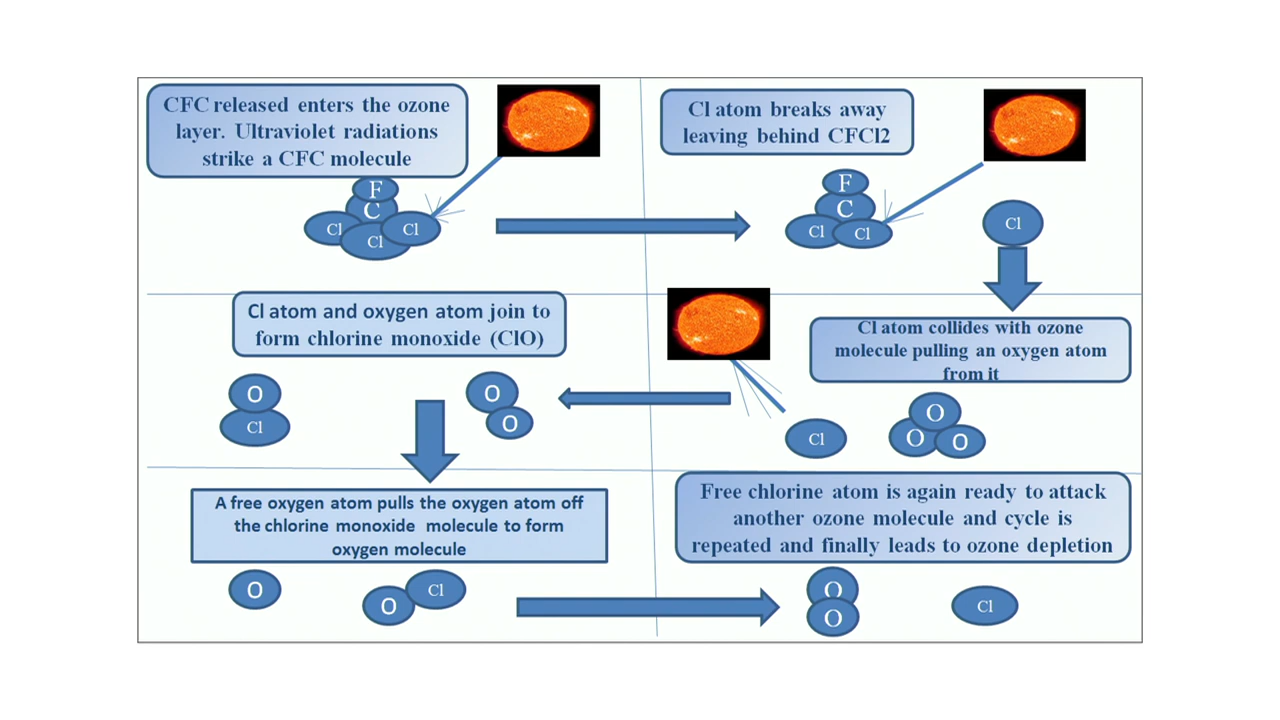 CFC released enters the ozone
layer. Ultraviolet radiations
strike a CFC molecule
F
C
Cl
Cl
Cl
Cl atom breaks away
leaving behind CFCl2
F
C
Cl
Cl
Cl
Cl atom collides with ozone
molecule pulling an oxygen atom
from it
Cl
O
O
O
Cl atom and oxygen atom join to
form chlorine monoxide (ClO)
O
Cl
O
O
A free oxygen atom pulls the oxygen atom off
the chlorine monoxide molecule to form
oxygen molecule
O
O
Cl
Free chlorine atom is again ready to attack
another ozone molecule and cycle is
repeated and finally leads to ozone depletion
O
O
Cl